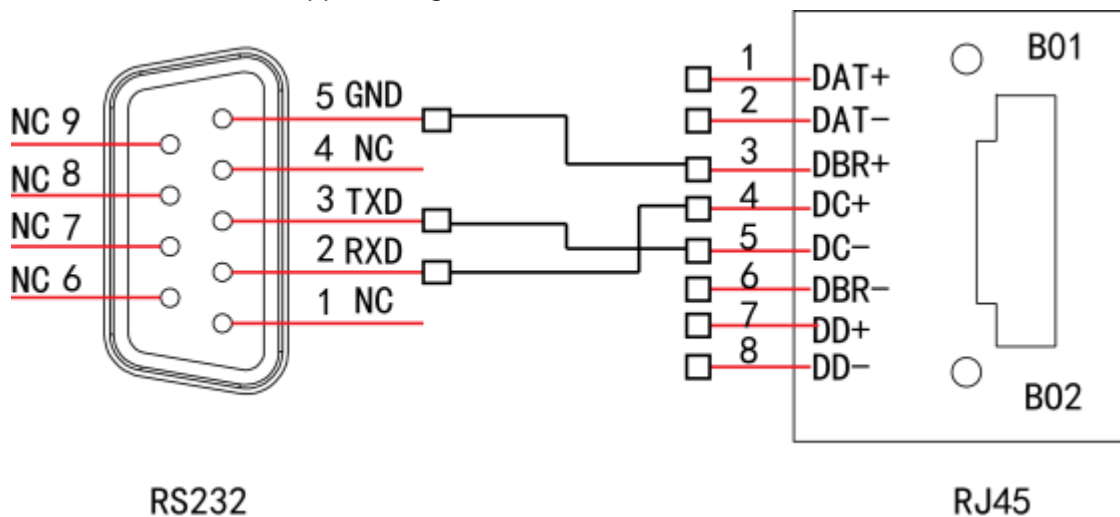 NC 9
NC 8
NC 7
NC 6
5 GND
4 NC
3 TXD
2 RXD
1 NC
1 DAT+
2 DAT-
3 DBR+
4 DC+
5 DC-
6 DBR-
7 DD+
8 DD-
B01
B02
RS232
RJ45